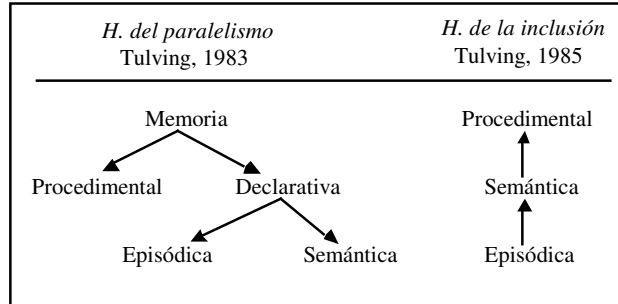 H. del paralelismo
Tulving, 1983
H. de la inclusión
Tulving, 1985
Memoria
Procedimental
Declarativa
Episódica
Semántica
Procedimental
Semántica
Episódica